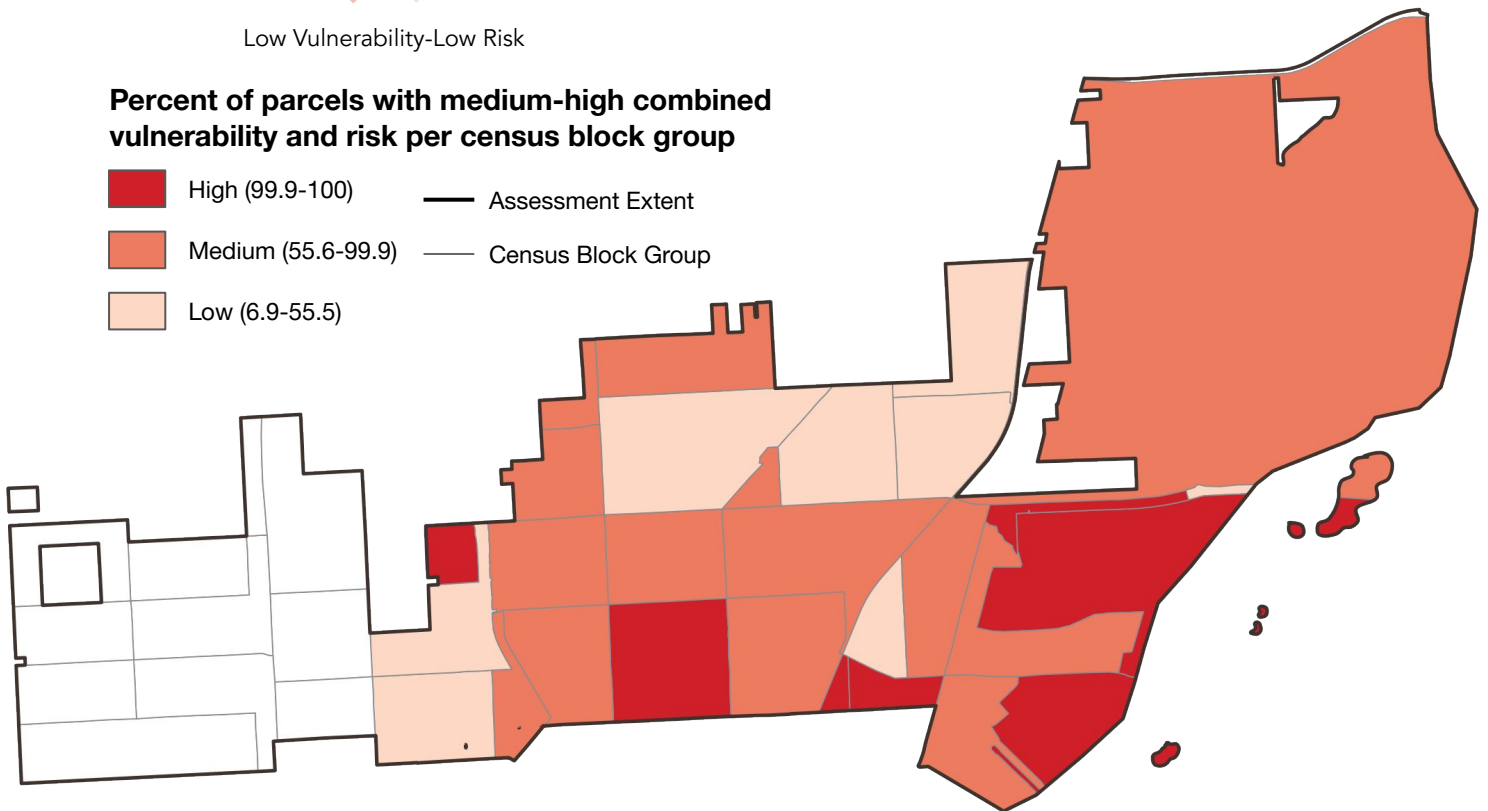 Low Vulnerability-Low Risk
Percent of parcels with medium-high combined
vulnerability and risk per census block group
High (99.9-100)
Assessment Extent
Medium (55.6-99.9)
Census Block Group
Low (6.9-55.5)